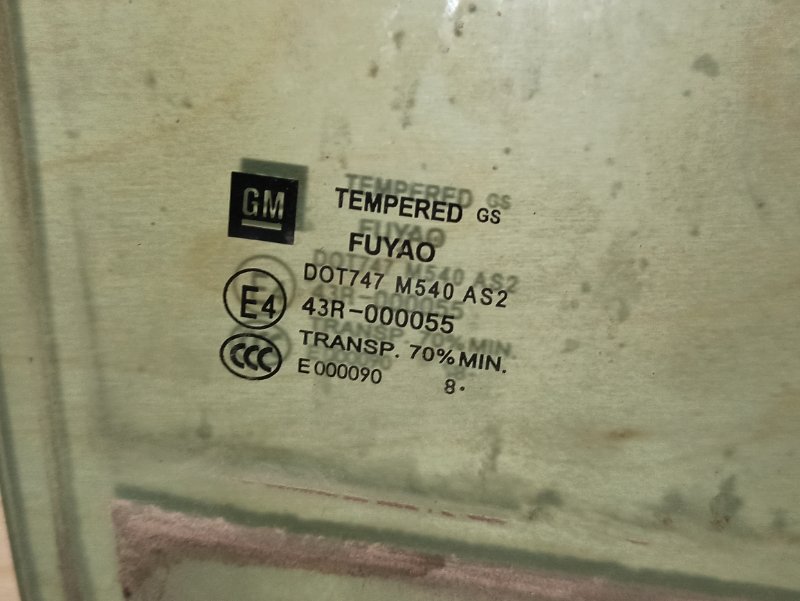 GM
TEMPERED GS
FUYAO
DOT747 M540 AS2
E4 43R-000055
TRANSP. 70% MIN.
CCC E000090 8.